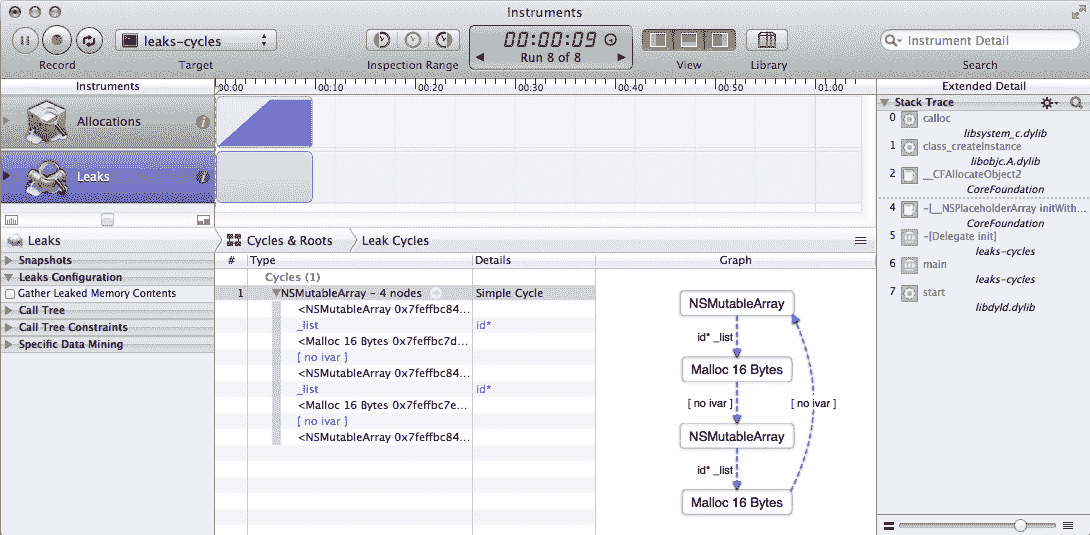 Instruments
Record
leaks-cycles
Target
Inspection Range
00:00:09
Run 8 of 8
View
Library
Instrument Detail
Search
Instruments
00:00
00:10
00:20
00:30
00:40
00:50
01:00
Extended Detail
Allocations
Leaks
Stack Trace
0 calloc
libsystem_c.dylib
1 class_createInstance
libobjc.A.dylib
2 __CFAllocateObject2
CoreFoundation
4 -[__NSPlaceholderArray initWith...
CoreFoundation
5 -[Delegate init]
leaks-cycles
6 main
leaks-cycles
7 start
libdyld.dylib
Leaks
Cycles & Roots
Leak Cycles
Snapshots
Leaks Configuration
Gather Leaked Memory Contents
Call Tree
Call Tree Constraints
Specific Data Mining
# Type Details Graph
Cycles (1)
1 NSMutableArray - 4 nodes Simple Cycle
<NSMutableArray 0x7feffbc84...
_list id*
<Malloc 16 Bytes 0x7feffbc7d...
[ no ivar ]
<NSMutableArray 0x7feffbc84...
_list id*
<Malloc 16 Bytes 0x7feffbc7e...
[ no ivar ]
<NSMutableArray 0x7feffbc84...
NSMutableArray
id* _list
Malloc 16 Bytes
[ no ivar ]
[ no ivar ]
NSMutableArray
id* _list
Malloc 16 Bytes